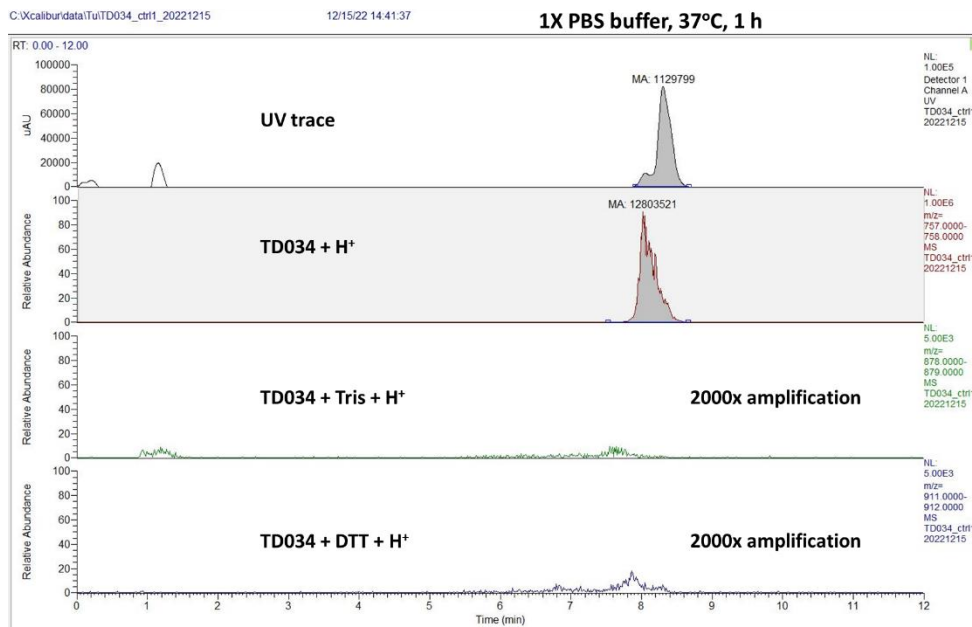 C:\Xcalibur\data\Tu\TD034_ctrl1_20221215 12/15/22 14:41:37 1X PBS buffer, 37°C, 1 h
RT: 0.00 - 12.00
100000
80000
60000
40000
20000
0
uAU
UV trace
MA: 1129799
NL:
1.00E5
Detector 1
Channel A
UV
TD034_ctrl1
20221215
100
80
60
40
20
0
Relative Abundance
TD034 + H⁺
MA: 12803521
NL:
1.00E6
m/z=
757.0000-
758.0000
MS
TD034_ctrl1
20221215
100
80
60
40
20
0
Relative Abundance
TD034 + Tris + H⁺ 2000x amplification
NL:
5.00E3
m/z=
878.0000-
879.0000
MS
TD034_ctrl1
20221215
100
80
60
40
20
0
Relative Abundance
TD034 + DTT + H⁺ 2000x amplification
NL:
5.00E3
m/z=
911.0000-
912.0000
MS
TD034_ctrl1
20221215
0 1 2 3 4 5 6 7 8 9 10 11 12
Time (min)